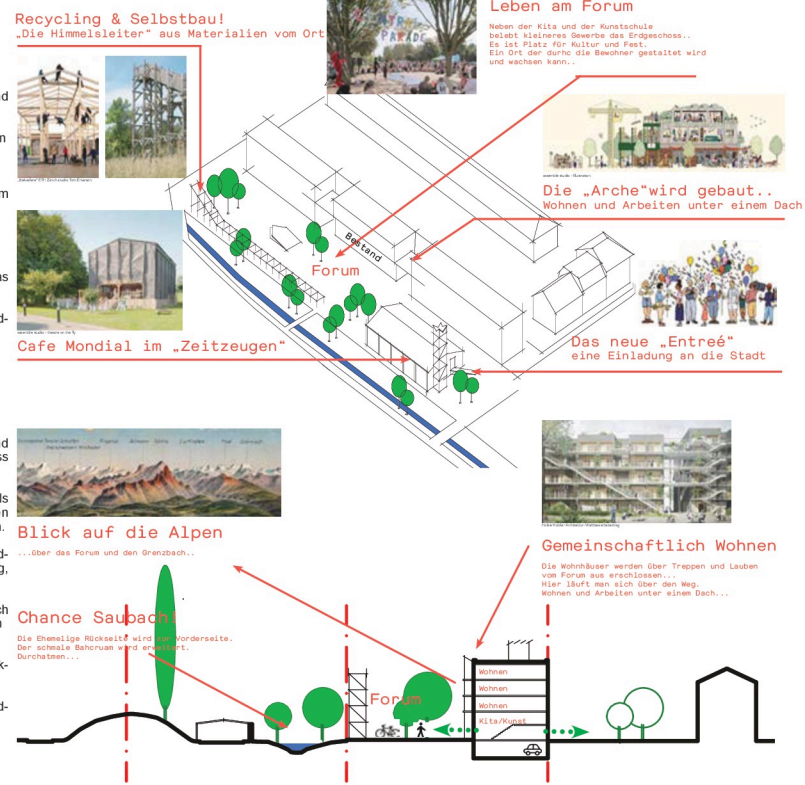 Recycling & Selbstbau!
„Die Himmelsleiter" aus Materialien vom Ort
PARADE
Leben am Forum
Neben der Kita und der Kunstschule
belebt kleineres Gewerbe das Erdgeschoss..
Es ist Platz für Kultur und Fest.
Ein Ort der durhc die Bewohner gestaltet wird
und wachsen kann..
Die „Arche"wird gebaut..
Wohnen und Arbeiten unter einem Dach
Bestand
Forum
Das neue „Entreé"
eine Einladung an die Stadt
Cafe Mondial im „Zeitzeugen"
Blick auf die Alpen
...über das Forum und den Grenzbach..
Gemeinschaftlich Wohnen
Die Wohnhäuser werden über Treppen und Lauben
vom Forum aus erschlossen...
Hier läuft man sich über den Weg.
Wohnen und Arbeiten unter einem Dach...
Chance Saubach!
Die Ehemelige Rückseite wird zur Vorderseite.
Der schmale Bahcruam wird erweitert.
Durchatmen...
Forum
Wohnen
Wohnen
Wohnen
Kita/Kunst